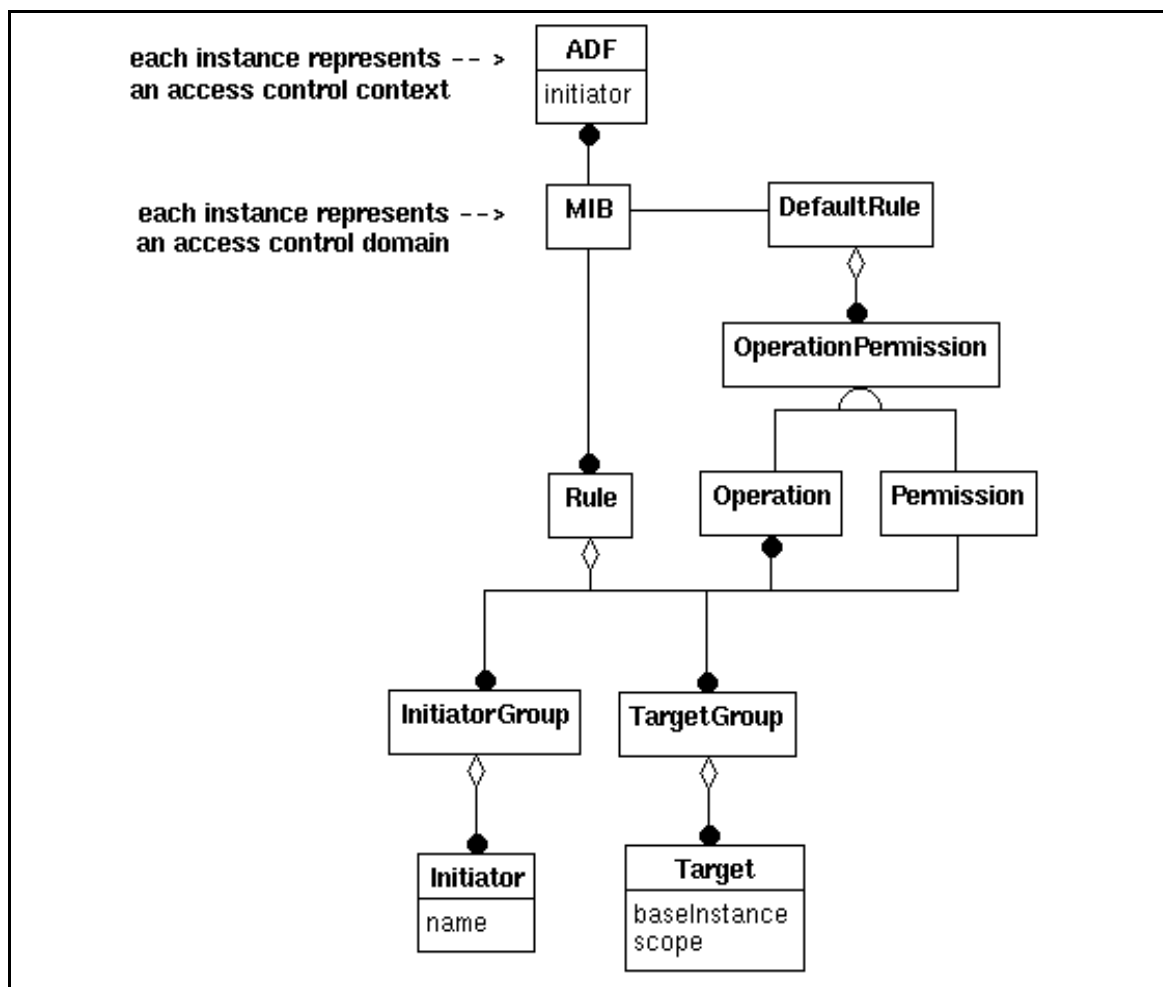 each instance represents -- >
an access control context
ADF
initiator
each instance represents -->
an access control domain
MIB
DefaultRule
OperationPermission
Rule
Operation
Permission
InitiatorGroup
TargetGroup
Initiator
name
Target
baseInstance
scope